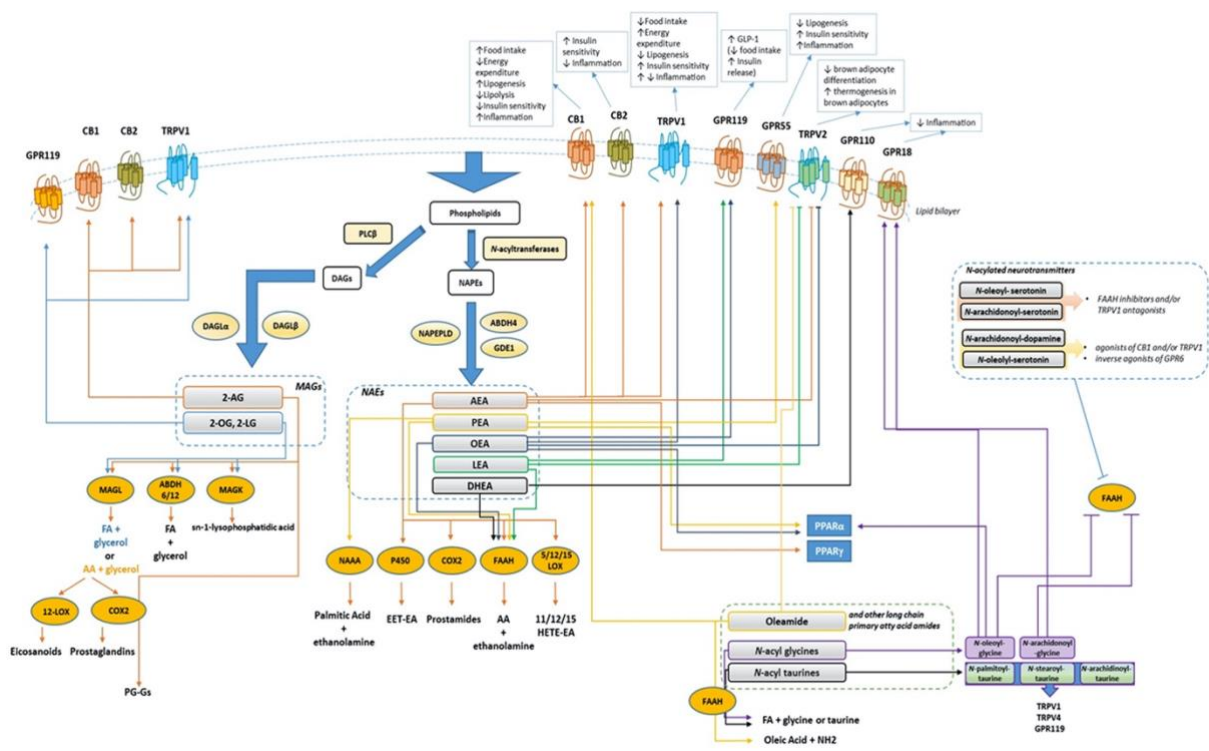 ↑Food intake
↓Energy
expenditure
↑Lipogenesis
↓Lipolysis
↓Insulin sensitivity
↑Inflammation
↑ Insulin
sensitivity
↓ Inflammation
↓Food intake
↑Energy
expenditure
↓ Lipogenesis
↑ Insulin sensitivity
↑ ↓ Inflammation
↑ GLP-1
(↓ food intake
↑ Insulin
release)
↓ Lipogenesis
↑ Insulin sensitivity
↑Inflammation
↓ brown adipocyte
differentiation
↑ thermogenesis in
brown adipocytes
↓ Inflammation
GPR119
CB1
CB2
TRPV1
CB1
CB2
TRPV1
GPR119
GPR55
TRPV2
GPR110
GPR18
Lipid bilayer
Phospholipids
PLCβ
N-acyltransferases
DAGs
NAPEs
DAGLα
DAGLβ
NAPEPLD
ABDH4
GDE1
MAGs
2-AG
2-OG, 2-LG
NAEs
AEA
PEA
OEA
LEA
DHEA
N-acylated neurotransmitters
N-oleoyl- serotonin
N-arachidonoyl-serotonin
• FAAH inhibitors and/or
TRPV1 antagonists
N-arachidonoyl-dopamine
N-oleolyl-serotonin
• agonists of CB1 and/or TRPV1
• inverse agonists of GPR6
FAAH
MAGL
ABDH
6/12
MAGK
FA +
glycerol
or
AA + glycerol
FA
+
glycerol
sn-1-lysophosphatidic acid
12-LOX
COX2
Eicosanoids
Prostaglandins
PG-Gs
NAAA
P450
COX2
FAAH
5/12/15
LOX
Palmitic Acid
+
ethanolamine
EET-EA
Prostamides
AA
+
ethanolamine
11/12/15
HETE-EA
PPARα
PPARγ
Oleamide
and other long chain
primary atty acid amides
N-acyl glycines
N-acyl taurines
FAAH
FA + glycine or taurine
Oleic Acid + NH2
N-oleoyl-
glycine
N-arachidonoyl
-glycine
N-palmitoyl-
taurine
N-stearoyl-
taurine
N-arachidinoyl-
taurine
TRPV1
TRPV4
GPR119